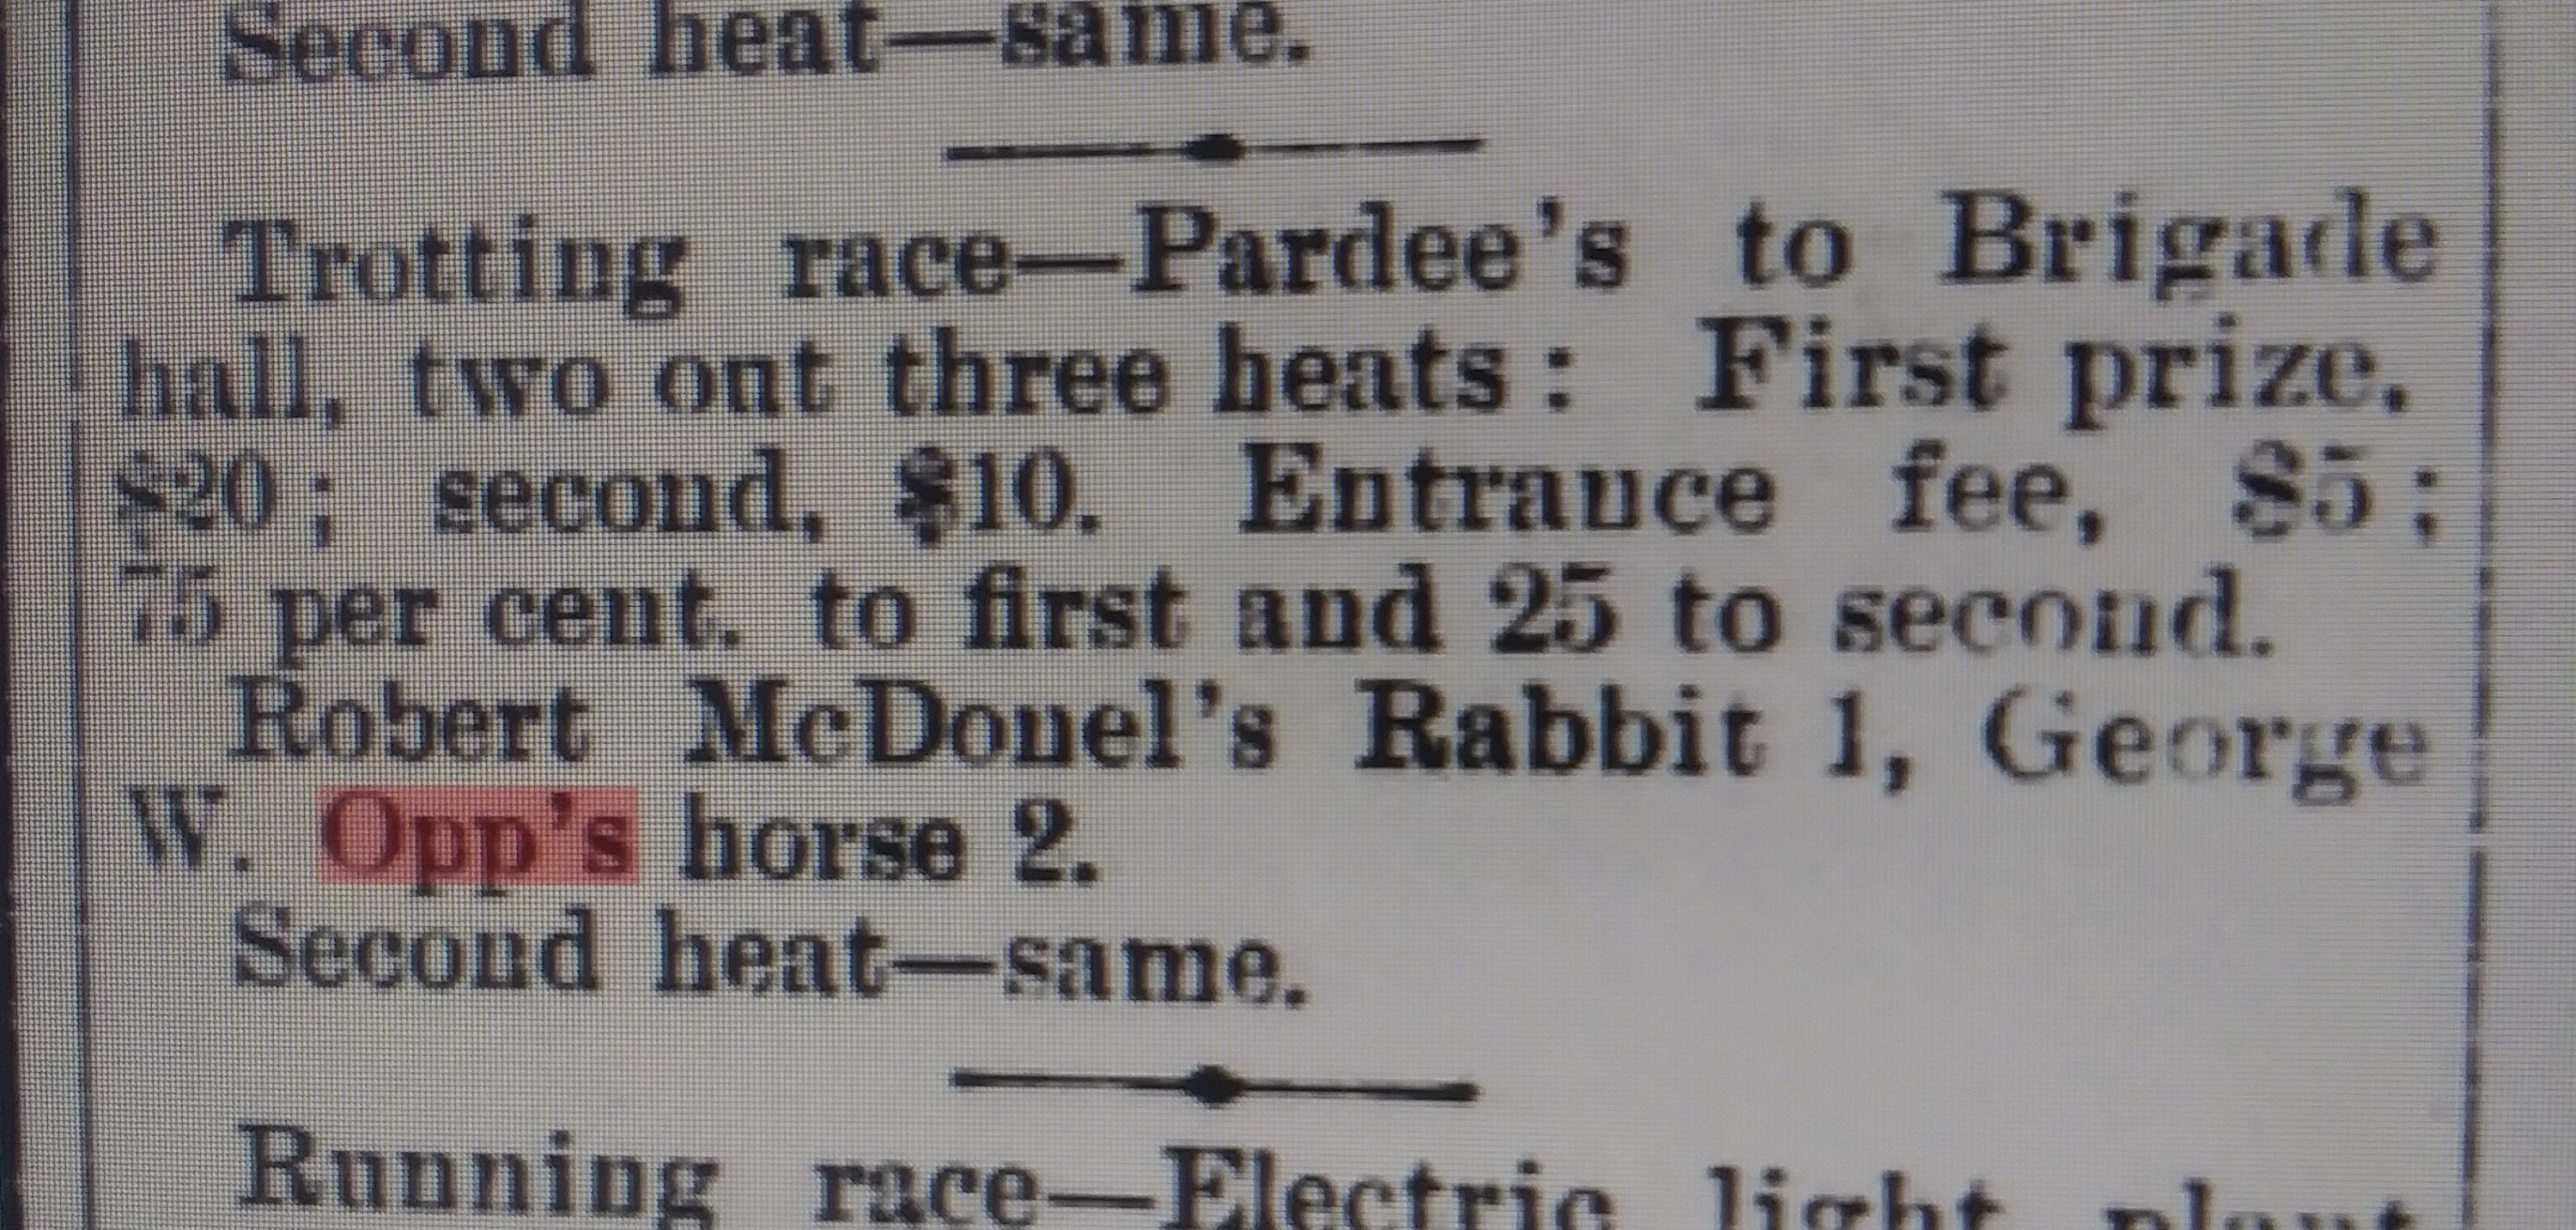 Second heat—same.
Trotting race—Pardee's to Brigade
hall, two ont three heats: First prize.
$20; second, $10. Entrance fee, $5:
75 per cent. to first and 25 to second.
Robert McDonel's Rabbit 1, George
W. Opp's horse 2.
Second heat—same.
Running race—Electric light plant